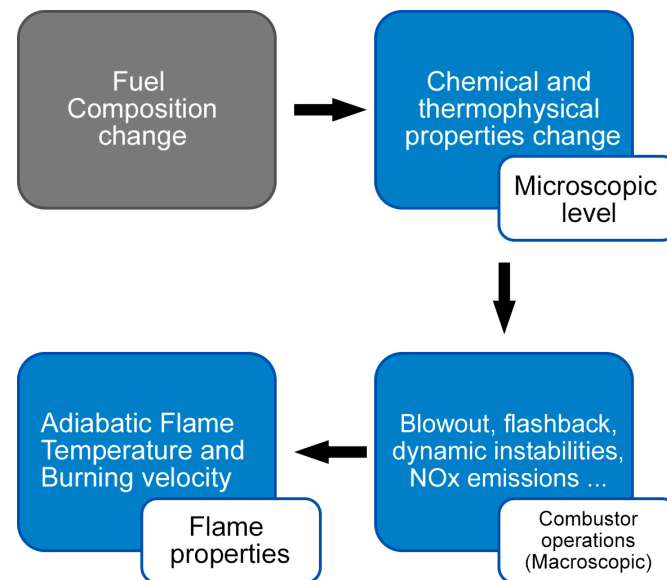 Fuel
Composition
change
Chemical and
thermophysical
properties change
Microscopic
level
Blowout, flashback,
dynamic instabilities,
NOx emissions ...
Combustor
operations
(Macroscopic)
Adiabatic Flame
Temperature and
Burning velocity
Flame
properties